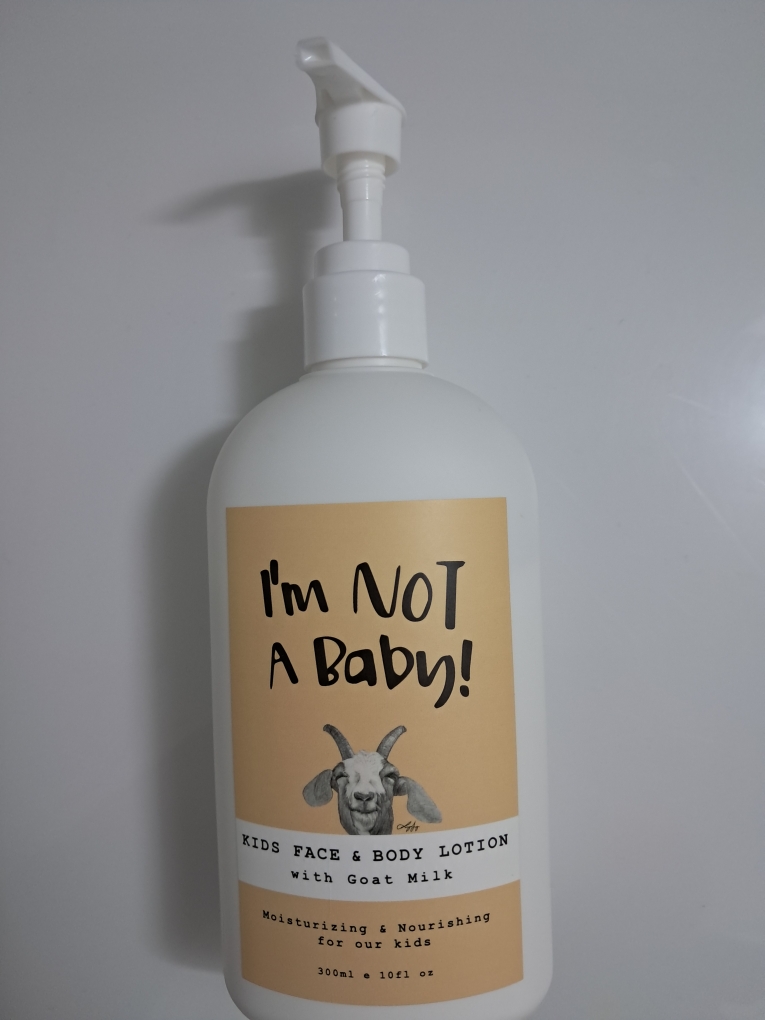 I'm NOT
A Baby!
KIDS FACE & BODY LOTION
with Goat Milk
Moisturizing & Nourishing
for our kids
300ml e 10fl oz